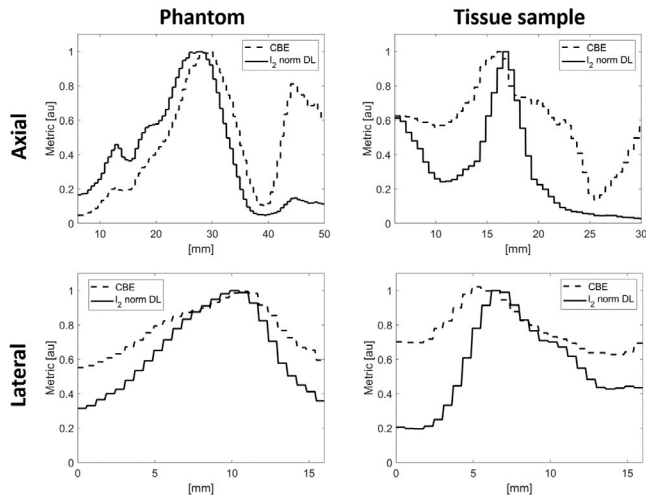 Phantom
Tissue sample
Axial
Metric [au]
1
0.8
0.6
0.4
0.2
0
CBE
l2 norm DL
10
20
30
40
50
[mm]
Metric [au]
1
0.8
0.6
0.4
0.2
0
CBE
l2 norm DL
10
15
20
25
30
[mm]
Lateral
Metric [au]
1
0.8
0.6
0.4
0.2
0
CBE
l2 norm DL
0
5
10
15
[mm]
Metric [au]
1
0.8
0.6
0.4
0.2
0
CBE
l2 norm DL
0
5
10
15
[mm]